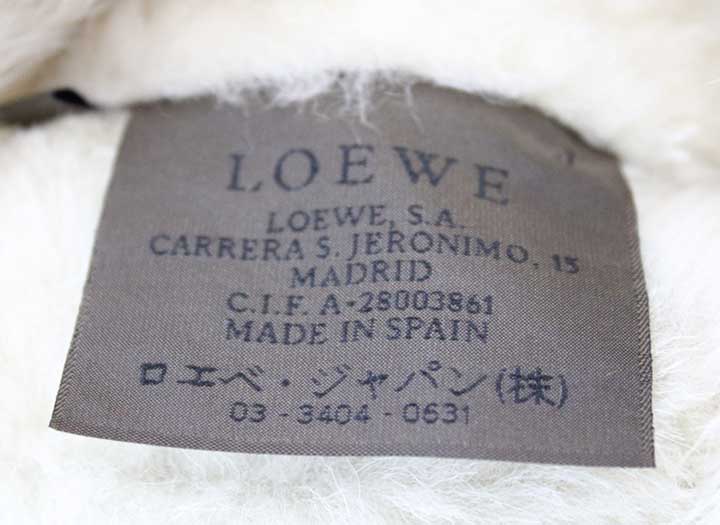 LOEWE
LOEWE, S.A.
CARRERA S. JERONIMO, 15
MADRID
C.I.F. A-28003861
MADE IN SPAIN
ロエベ・ジャパン(株)
03 - 3404 - 0631